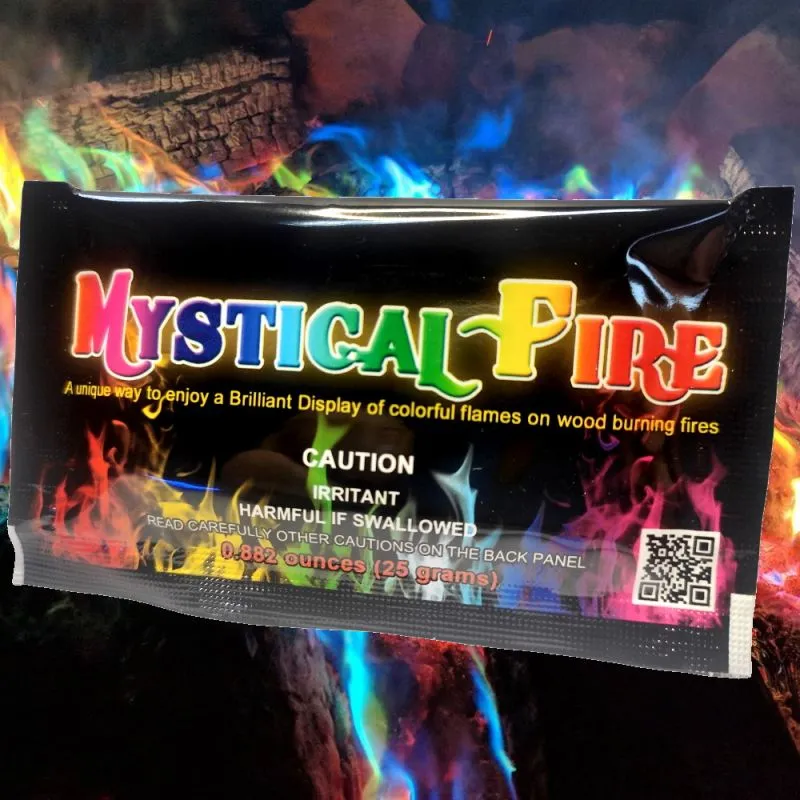 MYSTICAL FIRE
A unique way to enjoy a Brilliant Display of colorful flames on wood burning fires
CAUTION
IRRITANT
HARMFUL IF SWALLOWED
READ CAREFULLY OTHER CAUTIONS ON THE BACK PANEL
0.882 ounces (25 grams)